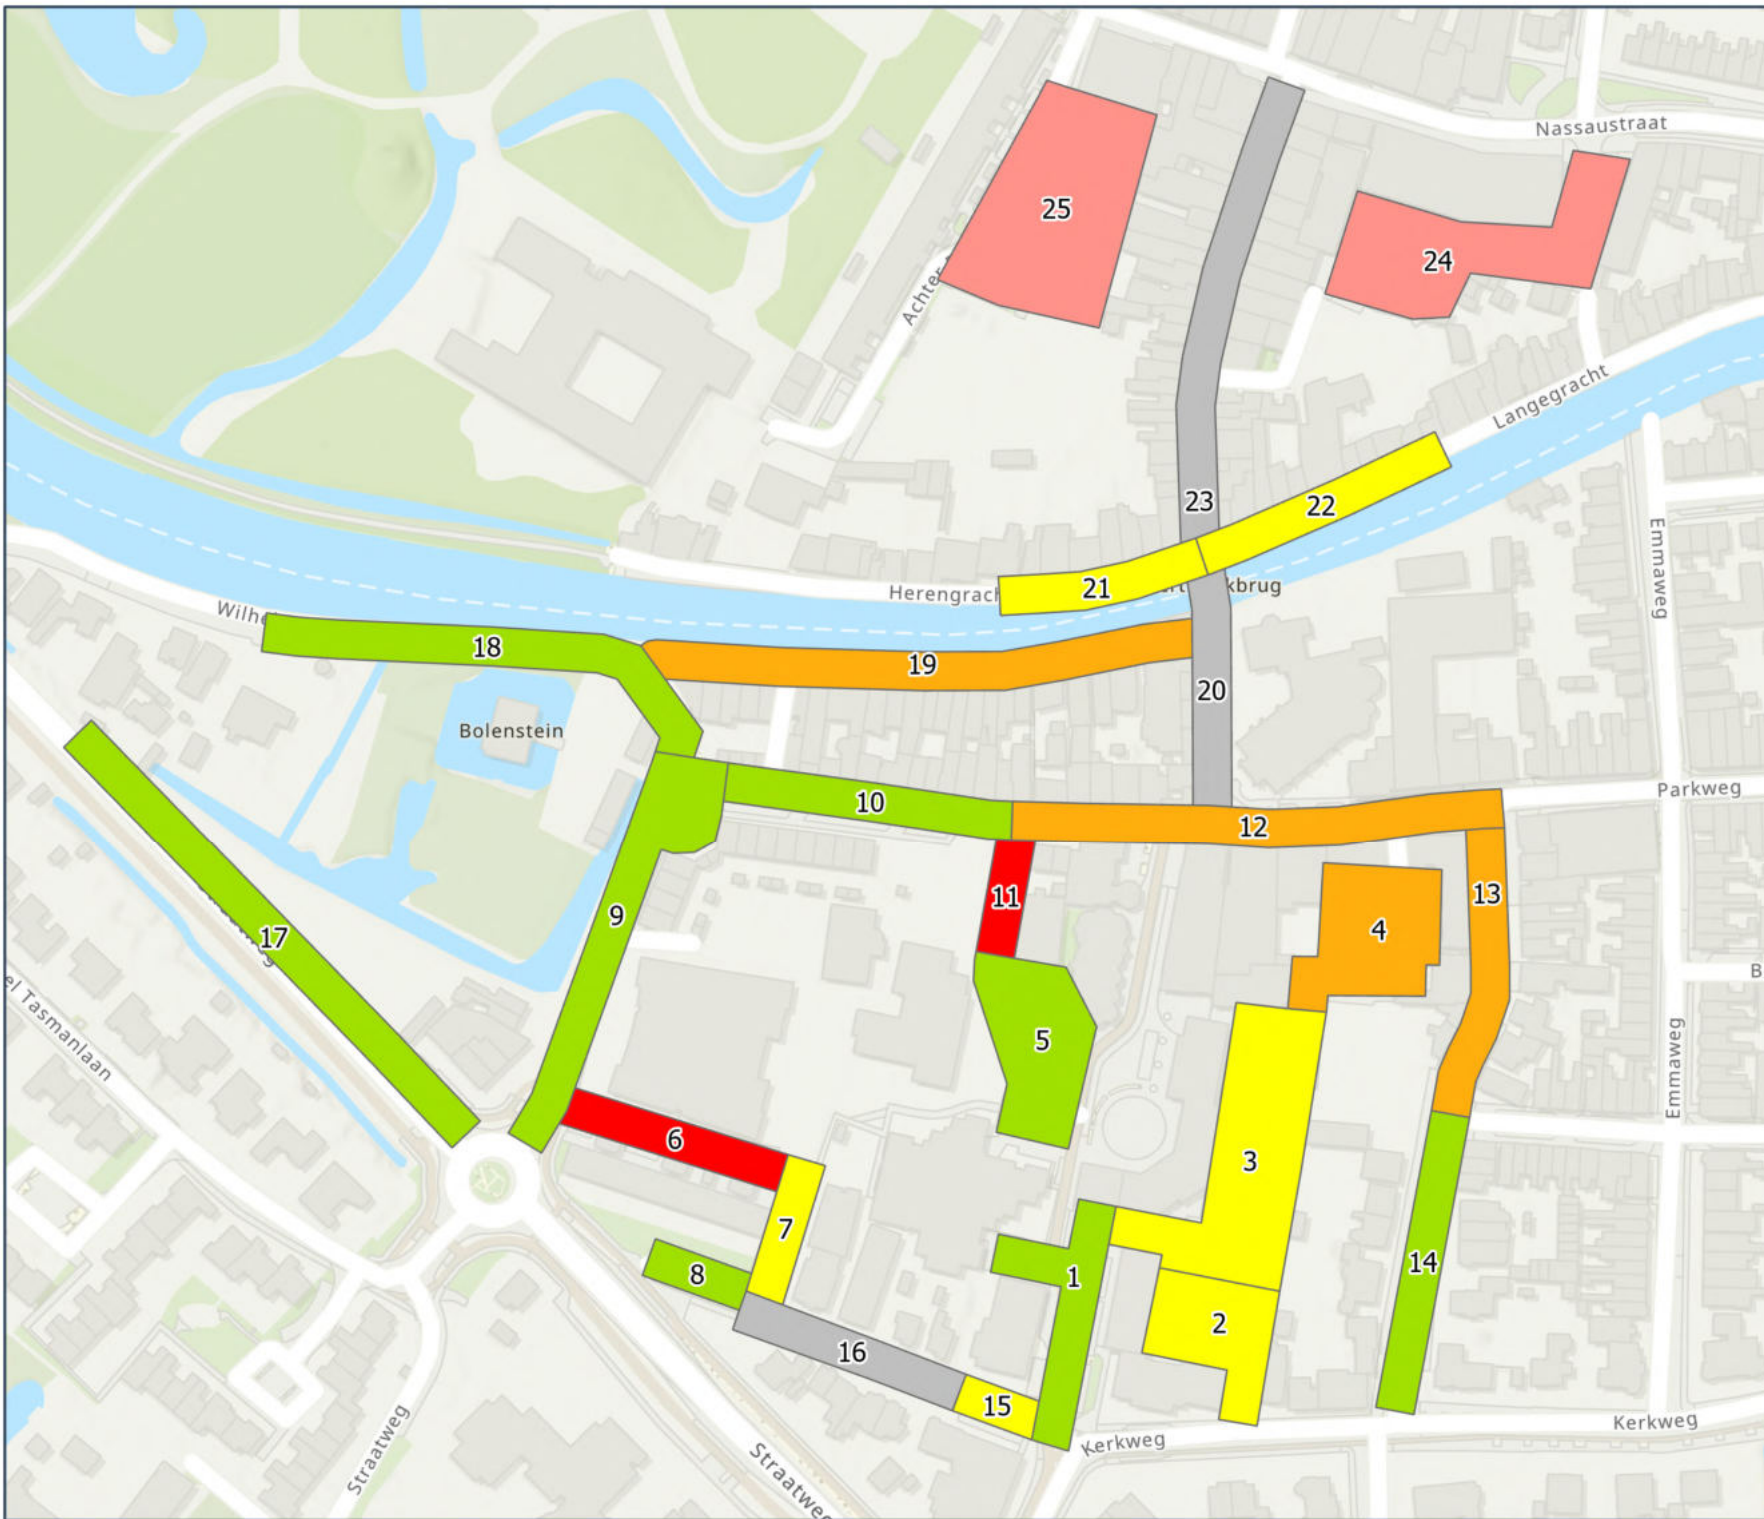 Nassaustraat
25
24
Achter
Langegracht
23
22
Emmaweg
21
Herengrach
kbrug
Wilhe
18
19
20
Bolenstein
Parkweg
10
12
11
13
9
4
17
B
el Tasmanlaan
5
Emmaweg
6
3
7
14
8
1
2
16
15
Kerkweg
Kerkweg
Straatweg
Straatweg